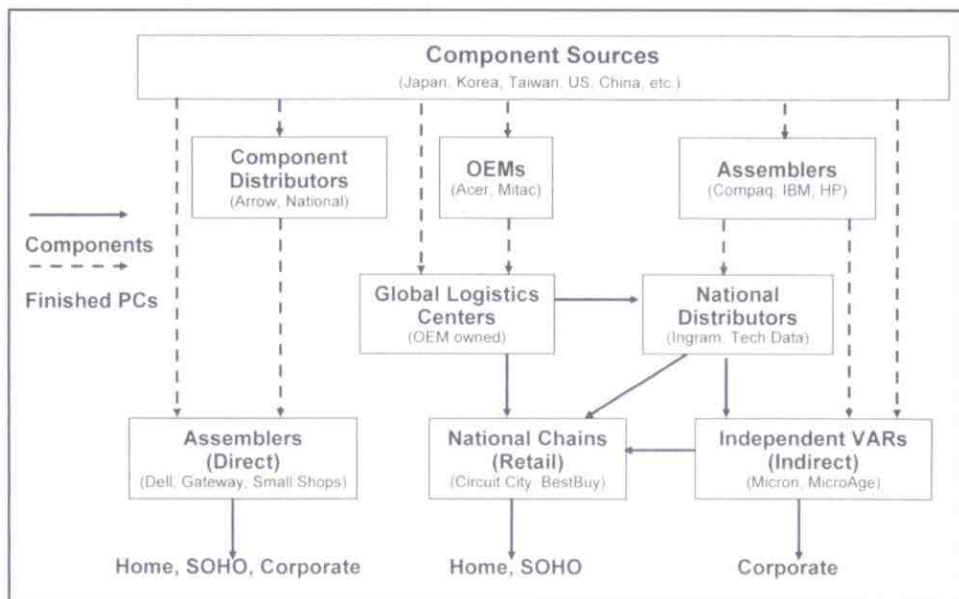 Component Sources
(Japan, Korea, Taiwan, US, China, etc.)
Component
Distributors
(Arrow, National)
OEMs
(Acer, Mitac)
Assemblers
(Compaq, IBM, HP)
Components
Finished PCs
Global Logistics
Centers
(OEM owned)
National
Distributors
(Ingram, Tech Data)
Assemblers
(Direct)
(Dell, Gateway, Small Shops)
National Chains
(Retail)
(Circuit City, BestBuy)
Independent VARs
(Indirect)
(Micron, MicroAge)
Home, SOHO, Corporate
Home, SOHO
Corporate